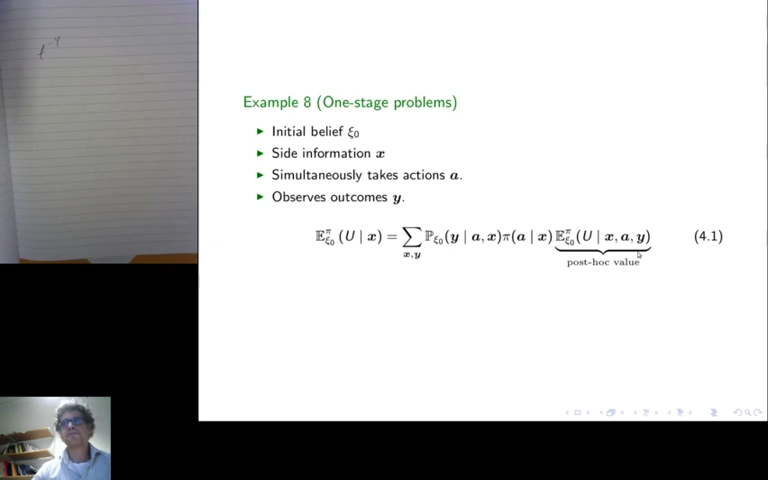 Example 8 (One-stage problems)
▶ Initial belief ξ₀
▶ Side information x
▶ Simultaneously takes actions a.
▶ Observes outcomes y.
𝔼^π_ξ₀ (U | x) = ∑_{x,y} ℙ_ξ₀(y | a, x)π(a | x) 𝔼^π_ξ₀(U | x, a, y) (4.1)
post-hoc value